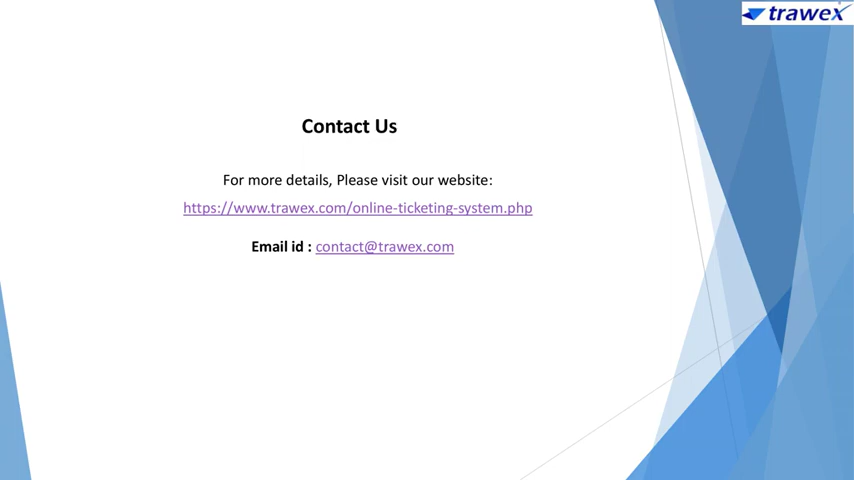 trawex
Contact Us
For more details, Please visit our website:
https://www.trawex.com/online-ticketing-system.php
Email id : contact@trawex.com